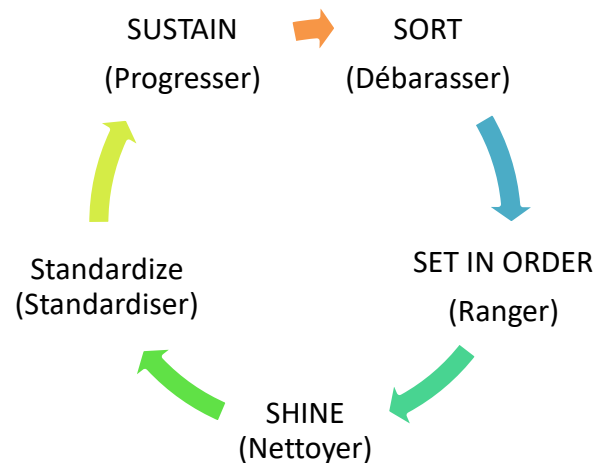 SUSTAIN
(Progresser)
SORT
(Débarasser)
SET IN ORDER
(Ranger)
SHINE
(Nettoyer)
Standardize
(Standardiser)